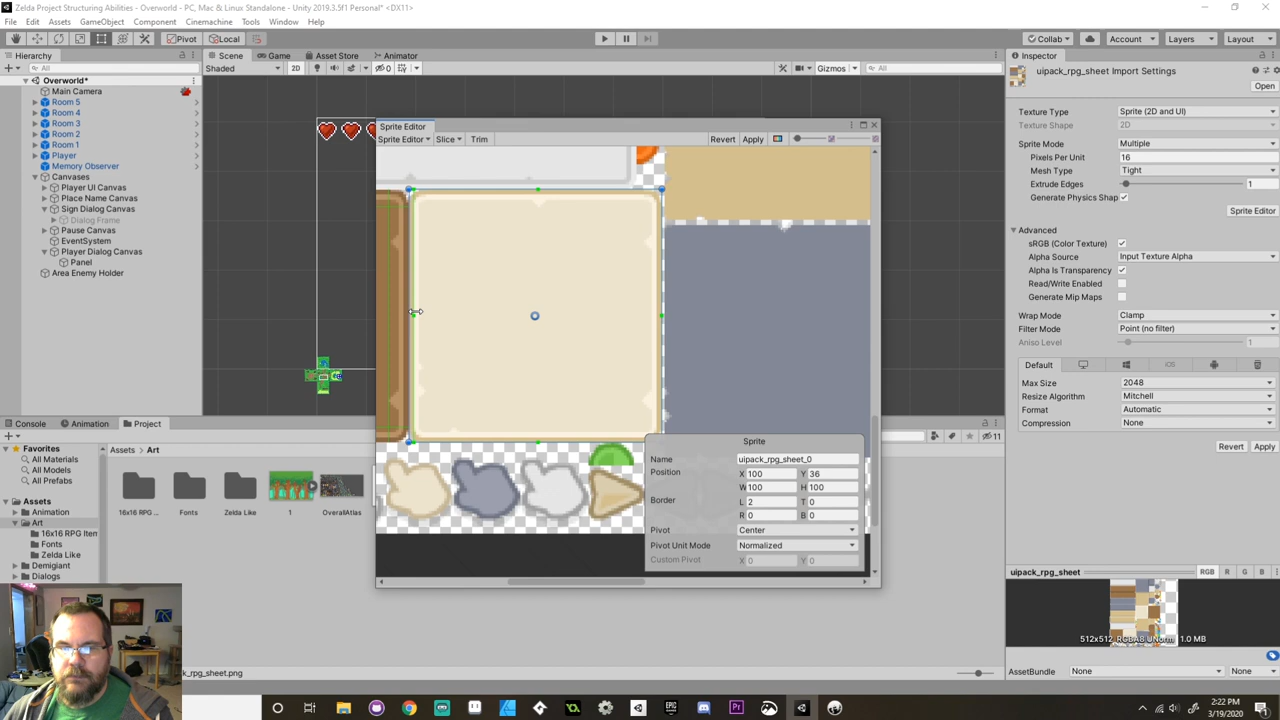 Zelda Project Structuring Abilities - Overworld - PC, Mac & Linux Standalone - Unity 2019.3.5f1 Personal* <DX11>
File Edit Assets GameObject Component Cinemachine Tools Window Help
Pivot Local Collab Account Layers Layout
Hierarchy Scene Game Asset Store Animator Inspector
All Shaded 2D 0 Gizmos All
uipack_rpg_sheet Import Settings
Open
Overworld*
Main Camera
Room 5
Room 4
Room 3
Room 2
Room 1
Player
Memory Observer
Canvases
Player UI Canvas
Place Name Canvas
Sign Dialog Canvas
Dialog Frame
Pause Canvas
EventSystem
Player Dialog Canvas
Panel
Area Enemy Holder
Sprite Editor
Sprite Editor Slice Trim Revert Apply
Sprite
Name uipack_rpg_sheet_0
Position X 100 Y 36
W 100 H 100
Border L 2 T 0
R 0 B 0
Pivot Center
Pivot Unit Mode Normalized
Custom Pivot X 0 Y 0
Texture Type Sprite (2D and UI)
Texture Shape 2D
Sprite Mode Multiple
Pixels Per Unit 16
Mesh Type Tight
Extrude Edges 1
Generate Physics Shap
Sprite Editor
Advanced
sRGB (Color Texture)
Alpha Source Input Texture Alpha
Alpha Is Transparency
Read/Write Enabled
Generate Mip Maps
Wrap Mode Clamp
Filter Mode Point (no filter)
Aniso Level 1
Default
Max Size 2048
Resize Algorithm Mitchell
Format Automatic
Compression None
Revert Apply
Console Animation Project
11
Favorites
All Materials
All Models
All Prefabs
Assets
Animation
Art
16x16 RPG Iten
Fonts
Zelda Like
Demigiant
Dialogs
Assets > Art
16x16 RPG ... Fonts Zelda Like 1 OverallAtlas
ck_rpg_sheet.png
uipack_rpg_sheet RGB R G B
512x512 RGBA8 UNorm 1.0 MB
AssetBundle None None
2:22 PM
3/19/2020